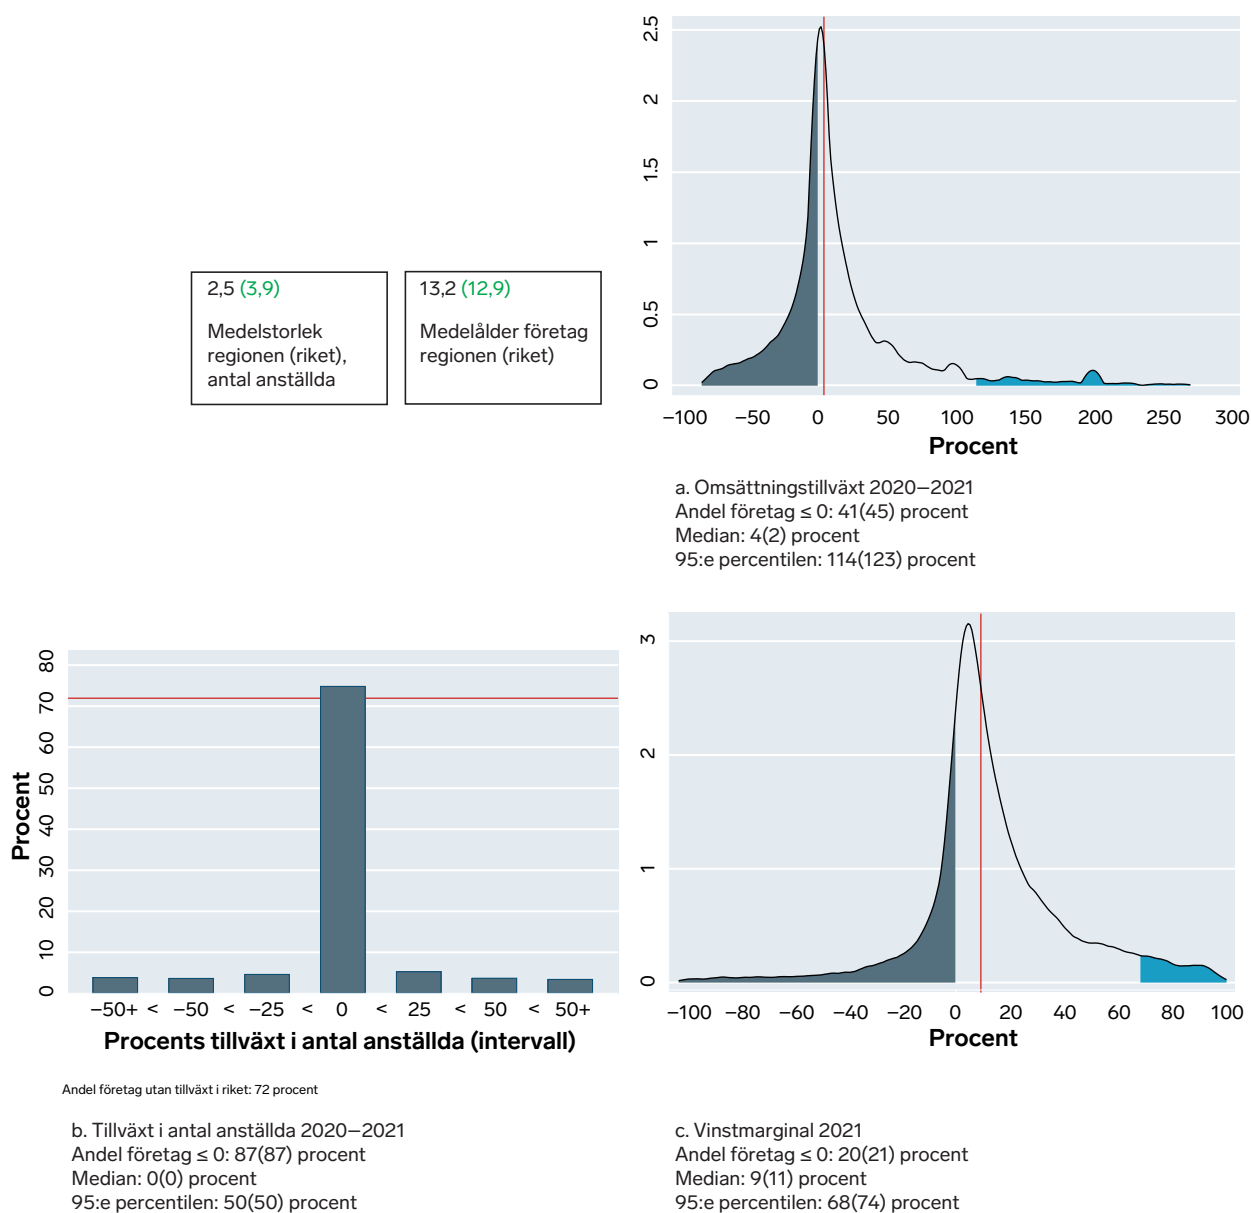 2,5 (3,9)
Medelstorlek
regionen (riket),
antal anställda
13,2 (12,9)
Medelålder företag
regionen (riket)
2.5
2
1.5
1
0.5
0
−100 −50 0 50 100 150 200 250 300
Procent
a. Omsättningstillväxt 2020–2021
Andel företag ≤ 0: 41(45) procent
Median: 4(2) procent
95:e percentilen: 114(123) procent
Procent
80
70
60
50
40
30
20
10
0
−50+ < −50 < −25 < 0 < 25 < 50 < 50+
Procents tillväxt i antal anställda (intervall)
Andel företag utan tillväxt i riket: 72 procent
b. Tillväxt i antal anställda 2020–2021
Andel företag ≤ 0: 87(87) procent
Median: 0(0) procent
95:e percentilen: 50(50) procent
3
2
1
0
−100 −80 −60 −40 −20 0 20 40 60 80 100
Procent
c. Vinstmarginal 2021
Andel företag ≤ 0: 20(21) procent
Median: 9(11) procent
95:e percentilen: 68(74) procent